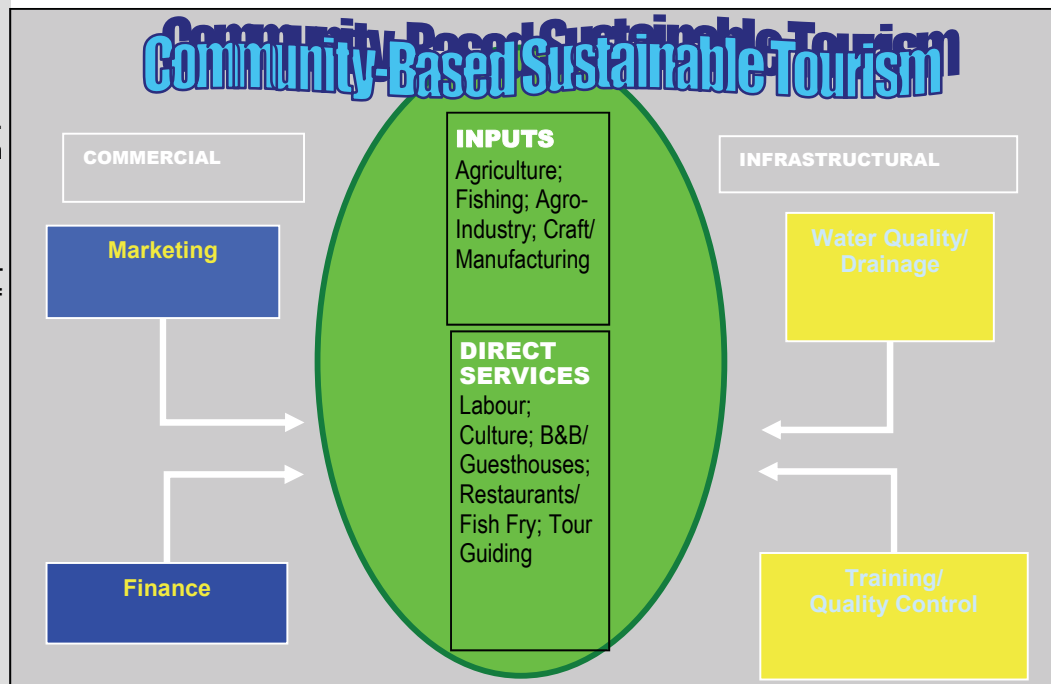 Community-Based Sustainable Tourism
COMMERCIAL
Marketing
Finance
INPUTS
Agriculture;
Fishing; Agro-
Industry; Craft/
Manufacturing
DIRECT
SERVICES
Labour;
Culture; B&B/
Guesthouses;
Restaurants/
Fish Fry; Tour
Guiding
INFRASTRUCTURAL
Water Quality/
Drainage
Training/
Quality Control